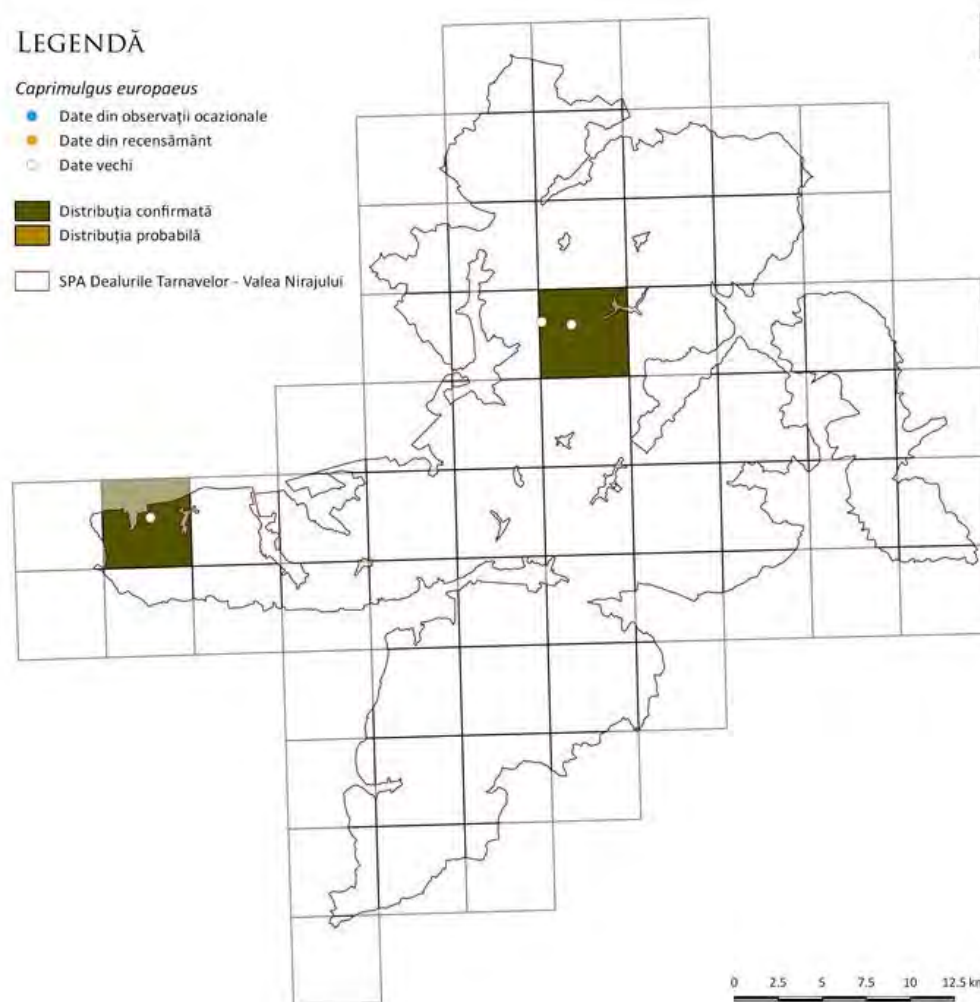 LEGENDĂ
Caprimulgus europaeus
Date din observații ocazionale
Date din recensământ
Date vechi
Distribuția confirmată
Distribuția probabilă
SPA Dealurile Tarnavelor - Valea Nirajului
0 2.5 5 7.5 10 12.5 km